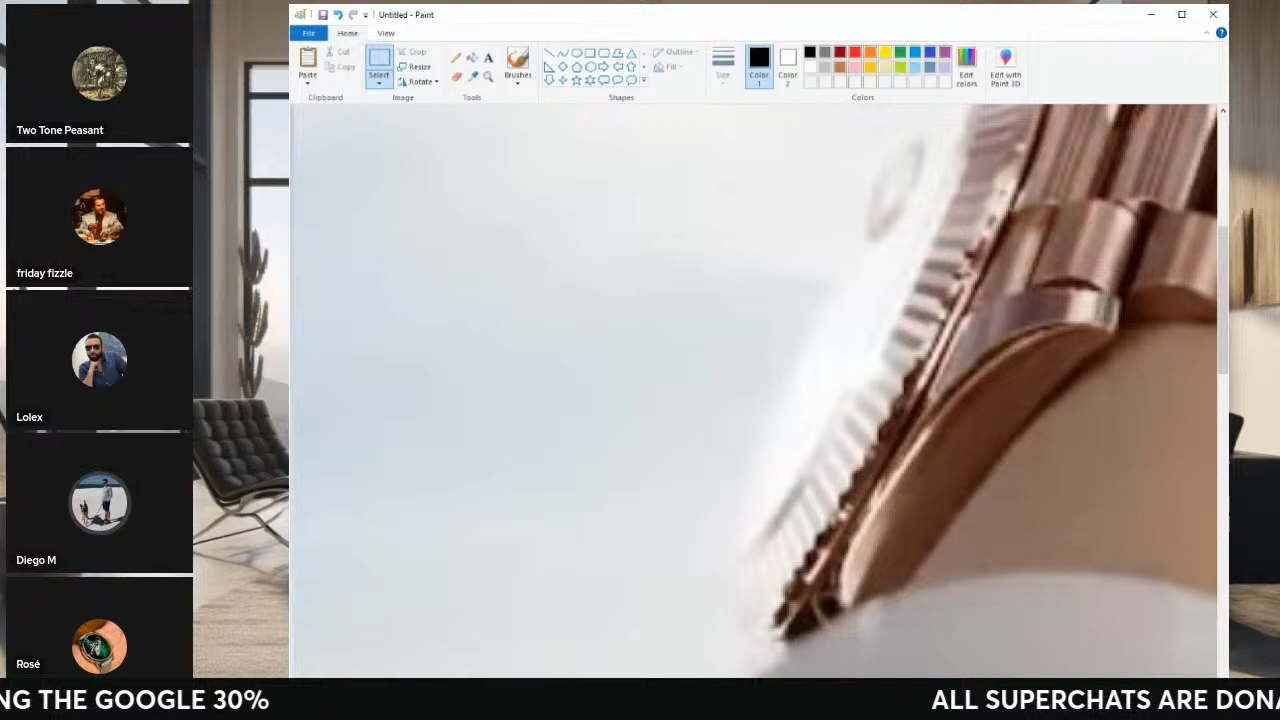 Untitled - Paint
File
Home
View
Paste
Cut
Copy
Clipboard
Select
Crop
Resize
Rotate
Image
A
Tools
Brushes
Outline
Fill
Shapes
Size
Color 1
Color 2
Edit colors
Edit with Paint 3D
Colors
Two Tone Peasant
friday fizzle
Lolex
Diego M
Rosé
NG THE GOOGLE 30%
ALL SUPERCHATS ARE DONA